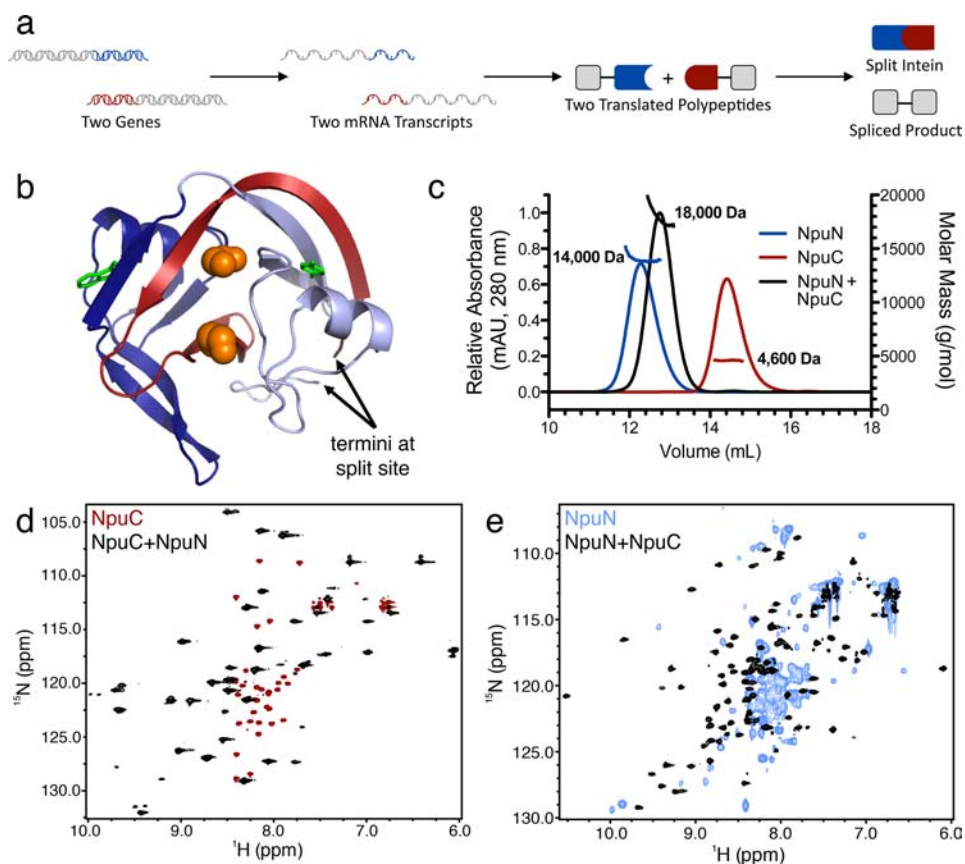 a
Two Genes
Two mRNA Transcripts
+
Two Translated Polypeptides
Split Intein
Spliced Product
b
termini at
split site
c
Relative Absorbance
(mAU, 280 nm)
1.0
0.8
0.6
0.4
0.2
0.0
14,000 Da
18,000 Da
4,600 Da
NpuN
NpuC
NpuN +
NpuC
20000
15000
10000
5000
0
Molar Mass (g/mol)
10 12 14 16 18
Volume (mL)
d
NpuC
NpuC+NpuN
105.0
110.0
115.0
120.0
125.0
130.0
15N (ppm)
10.0 9.0 8.0 7.0 6.0
1H (ppm)
e
NpuN
NpuN+NpuC
110.0
115.0
120.0
125.0
130.0
15N (ppm)
10.0 9.0 8.0 7.0 6.0
1H (ppm)